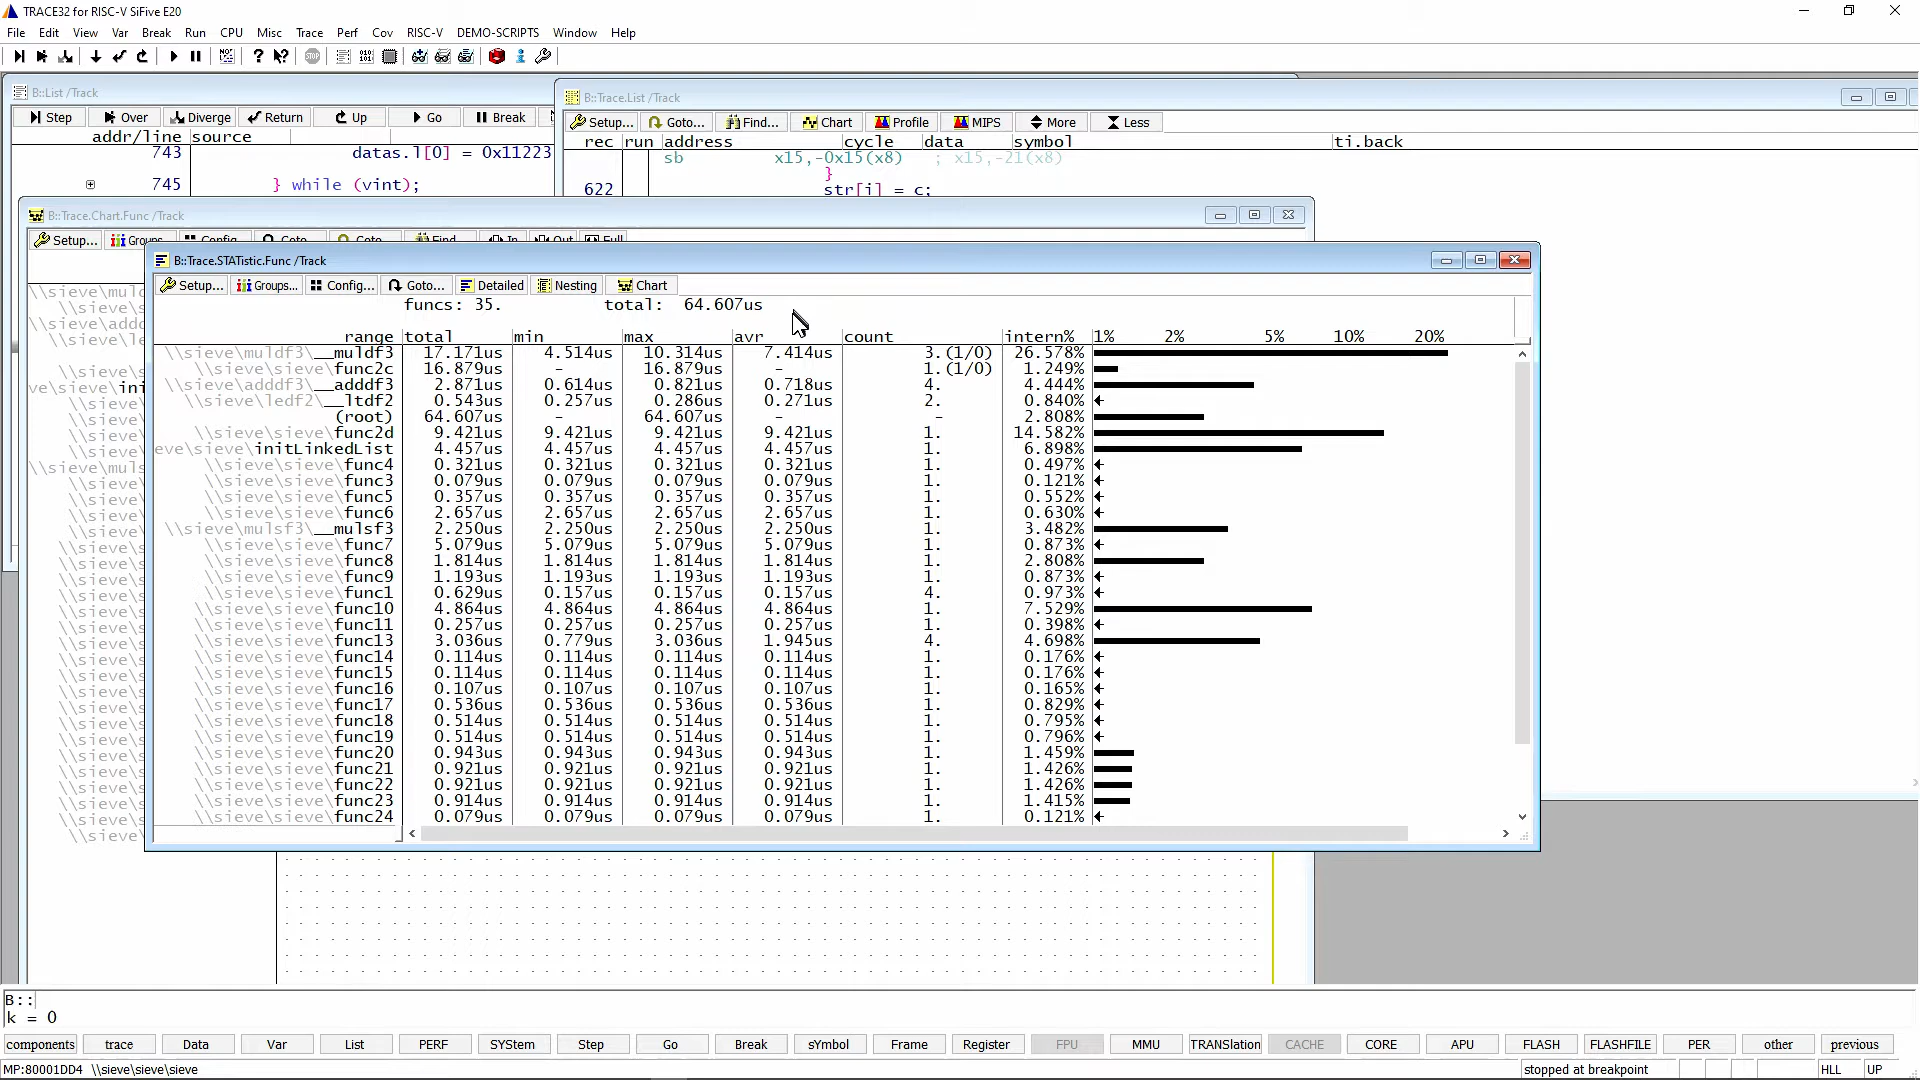 TRACE32 for RISC-V SiFive E20
File Edit View Var Break Run CPU Misc Trace Perf Cov RISC-V DEMO-SCRIPTS Window Help
B::List /Track
Step Over Diverge Return Up Go Break
addr/line source
743 datas.l[0] = 0x11223
745 } while (vint);
B::Trace.List /Track
Setup... Goto... Find... Chart Profile MIPS More Less
rec run address cycle data symbol ti.back
sb x15,-0x15(x8) ; x15,-21(x8)
}
622 str[i] = c;
B::Trace.Chart.Func /Track
Setup... Groups Config Goto Goto Find In Out Full
B::Trace.STATistic.Func /Track
Setup... Groups... Config... Goto... Detailed Nesting Chart
funcs: 35. total: 64.607us
range total min max avr count intern% 1% 2% 5% 10% 20%
\\sieve\muldf3\__muldf3 17.171us 4.514us 10.314us 7.414us 3.(1/0) 26.578%
\\sieve\sieve\func2c 16.879us - 16.879us - 1.(1/0) 1.249%
\\sieve\adddf3\__adddf3 2.871us 0.614us 0.821us 0.718us 4. 4.444%
\\sieve\ledf2\__ltdf2 0.543us 0.257us 0.286us 0.271us 2. 0.840%
(root) 64.607us - 64.607us - - 2.808%
\\sieve\sieve\func2d 9.421us 9.421us 9.421us 9.421us 1. 14.582%
eve\sieve\initLinkedList 4.457us 4.457us 4.457us 4.457us 1. 6.898%
\\sieve\sieve\func4 0.321us 0.321us 0.321us 0.321us 1. 0.497%
\\sieve\sieve\func3 0.079us 0.079us 0.079us 0.079us 1. 0.121%
\\sieve\sieve\func5 0.357us 0.357us 0.357us 0.357us 1. 0.552%
\\sieve\sieve\func6 2.657us 2.657us 2.657us 2.657us 1. 0.630%
\\sieve\mulsf3\__mulsf3 2.250us 2.250us 2.250us 2.250us 1. 3.482%
\\sieve\sieve\func7 5.079us 5.079us 5.079us 5.079us 1. 0.873%
\\sieve\sieve\func8 1.814us 1.814us 1.814us 1.814us 1. 2.808%
\\sieve\sieve\func9 1.193us 1.193us 1.193us 1.193us 1. 0.873%
\\sieve\sieve\func1 0.629us 0.157us 0.157us 0.157us 4. 0.973%
\\sieve\sieve\func10 4.864us 4.864us 4.864us 4.864us 1. 7.529%
\\sieve\sieve\func11 0.257us 0.257us 0.257us 0.257us 1. 0.398%
\\sieve\sieve\func13 3.036us 0.779us 3.036us 1.945us 4. 4.698%
\\sieve\sieve\func14 0.114us 0.114us 0.114us 0.114us 1. 0.176%
\\sieve\sieve\func15 0.114us 0.114us 0.114us 0.114us 1. 0.176%
\\sieve\sieve\func16 0.107us 0.107us 0.107us 0.107us 1. 0.165%
\\sieve\sieve\func17 0.536us 0.536us 0.536us 0.536us 1. 0.829%
\\sieve\sieve\func18 0.514us 0.514us 0.514us 0.514us 1. 0.795%
\\sieve\sieve\func19 0.514us 0.514us 0.514us 0.514us 1. 0.796%
\\sieve\sieve\func20 0.943us 0.943us 0.943us 0.943us 1. 1.459%
\\sieve\sieve\func21 0.921us 0.921us 0.921us 0.921us 1. 1.426%
\\sieve\sieve\func22 0.921us 0.921us 0.921us 0.921us 1. 1.426%
\\sieve\sieve\func23 0.914us 0.914us 0.914us 0.914us 1. 1.415%
\\sieve\sieve\func24 0.079us 0.079us 0.079us 0.079us 1. 0.121%
B::
k = 0
components trace Data Var List PERF SYStem Step Go Break sYmbol Frame Register FPU MMU TRANSlation CACHE CORE APU FLASH FLASHFILE PER other previous
MP:80001DD4 \\sieve\sieve\sieve stopped at breakpoint HLL UP